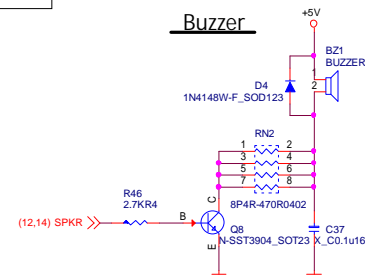 Buzzer
+5V
BZ1
BUZZER
1
2
D4
1N4148W-F_SOD123
RN2
1 2
3 4
5 6
7 8
8P4R-470R0402
R46
2.7KR4
(12,14) SPKR
B
C
E
Q8
N-SST3904_SOT23
C37
X_C0.1u16